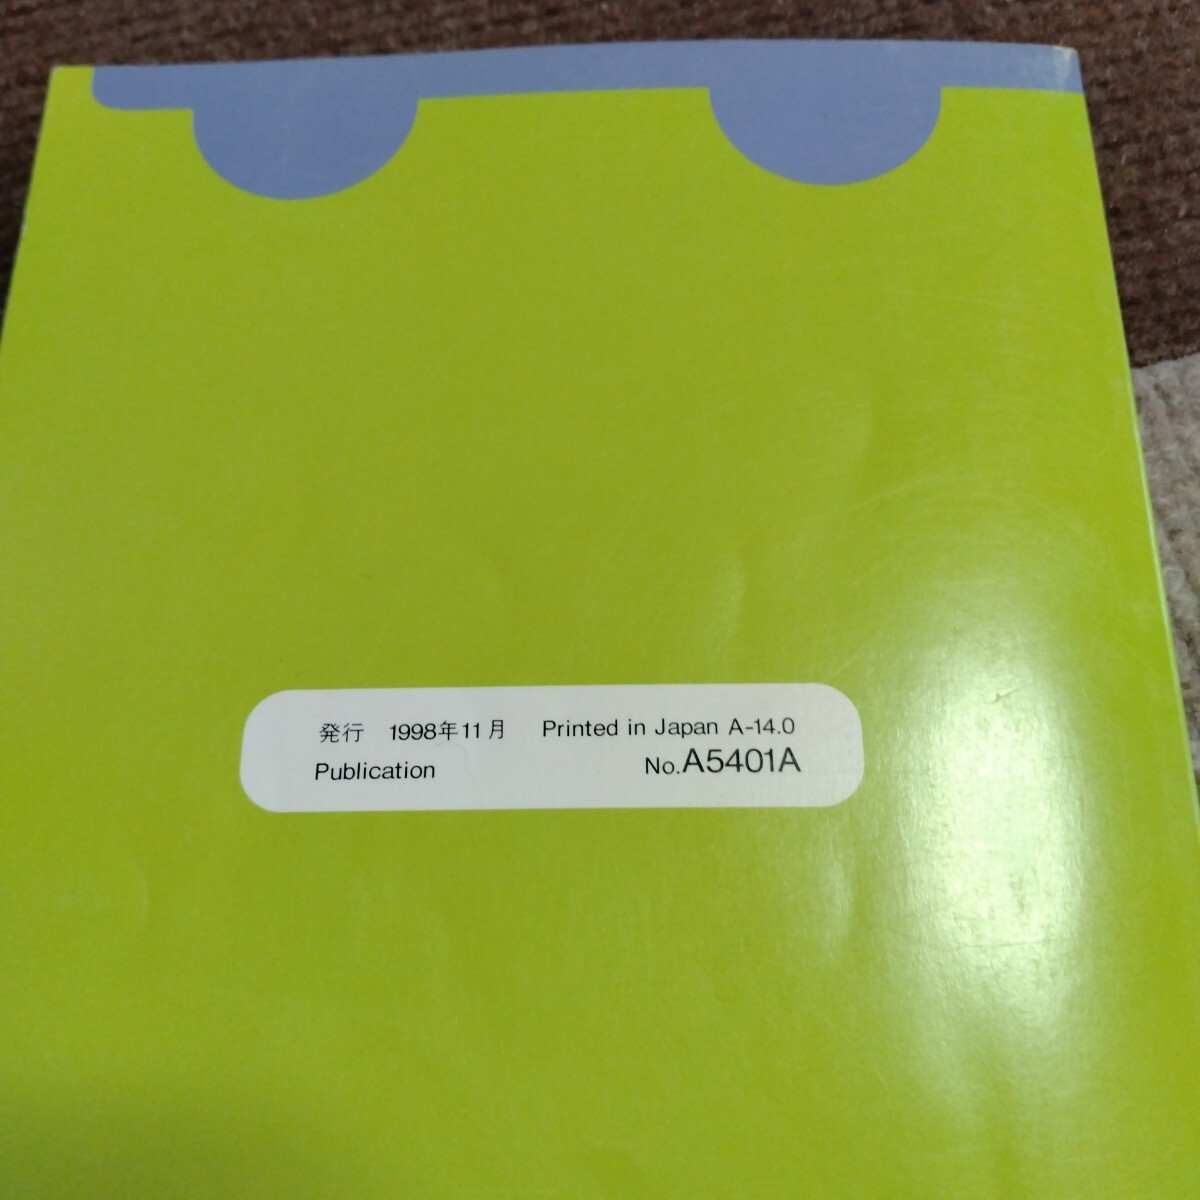 発行 1998年11月 Printed in Japan A-14.0
Publication No.A5401A